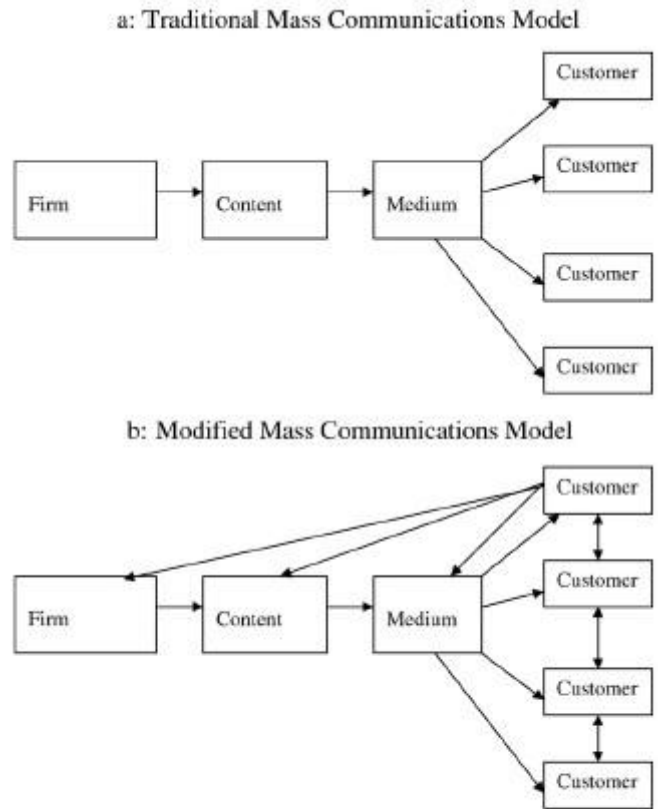 a: Traditional Mass Communications Model
Customer
Customer
Firm
Content
Medium
Customer
Customer
b: Modified Mass Communications Model
Customer
Customer
Firm
Content
Medium
Customer
Customer